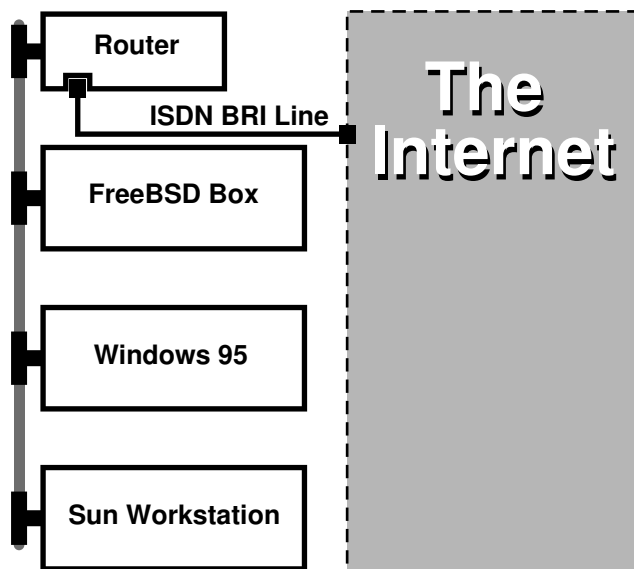 Router
The
Internet
ISDN BRI Line
FreeBSD Box
Windows 95
Sun Workstation